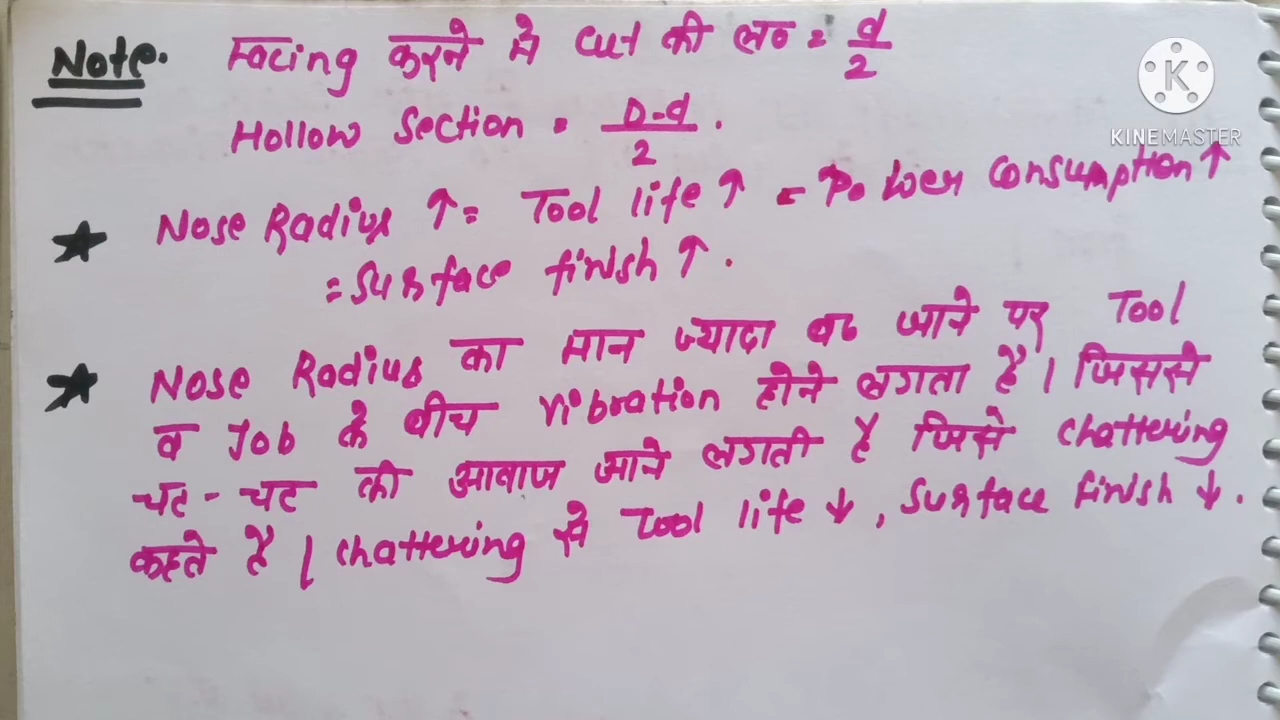 Note. Facing करने में cut की ल० = d/2
Hollow Section = D-d/2.
K
KINEMASTER
★ Nose Radius ↑ = Tool life ↑ = Power Consumption ↑
= Surface finish ↑.
★ Nose Radius का मान ज्यादा बढ जाने पर Tool
व Job के बीच Vibration होने लगता है। जिससे
चट - चट की आवाज आने लगती है जिसे chattering
कहते है। chattering से Tool life ↓, Surface finish ↓.